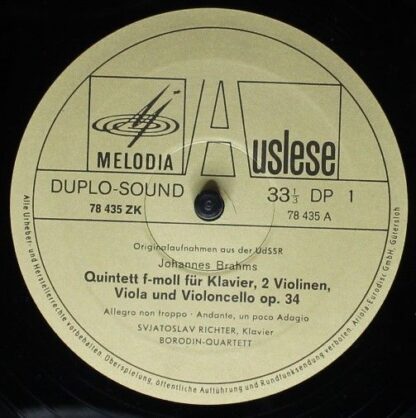 MELODIA
Auslese
DUPLO-SOUND
33 1/3 DP 1
78 435 ZK
78 435 A
Originalaufnahmen aus der UdSSR
Johannes Brahms
Quintett f-moll für Klavier, 2 Violinen,
Viola und Violoncello op. 34
Allegro non troppo · Andante, un poco Adagio
SVJATOSLAV RICHTER, Klavier
BORODIN-QUARTETT
Alle Urheber- und Herstellerrechte vorbehalten. Überspielung, öffentliche Aufführung und Rundfunksendung verboten. Ariola-Eurodisc GmbH, Gütersloh